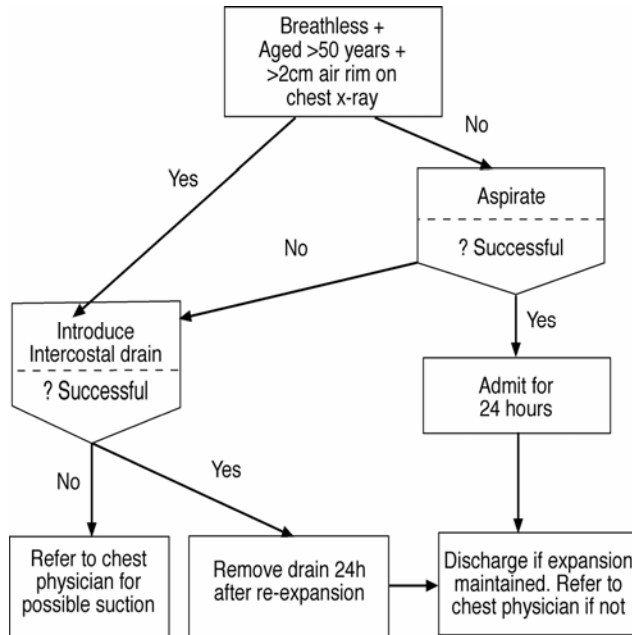 Breathless +
Aged >50 years +
>2cm air rim on
chest x-ray
No
Yes
Aspirate
? Successful
No
Introduce
Intercostal drain
? Successful
Yes
Admit for
24 hours
No
Yes
Refer to chest
physician for
possible suction
Remove drain 24h
after re-expansion
Discharge if expansion
maintained. Refer to
chest physician if not